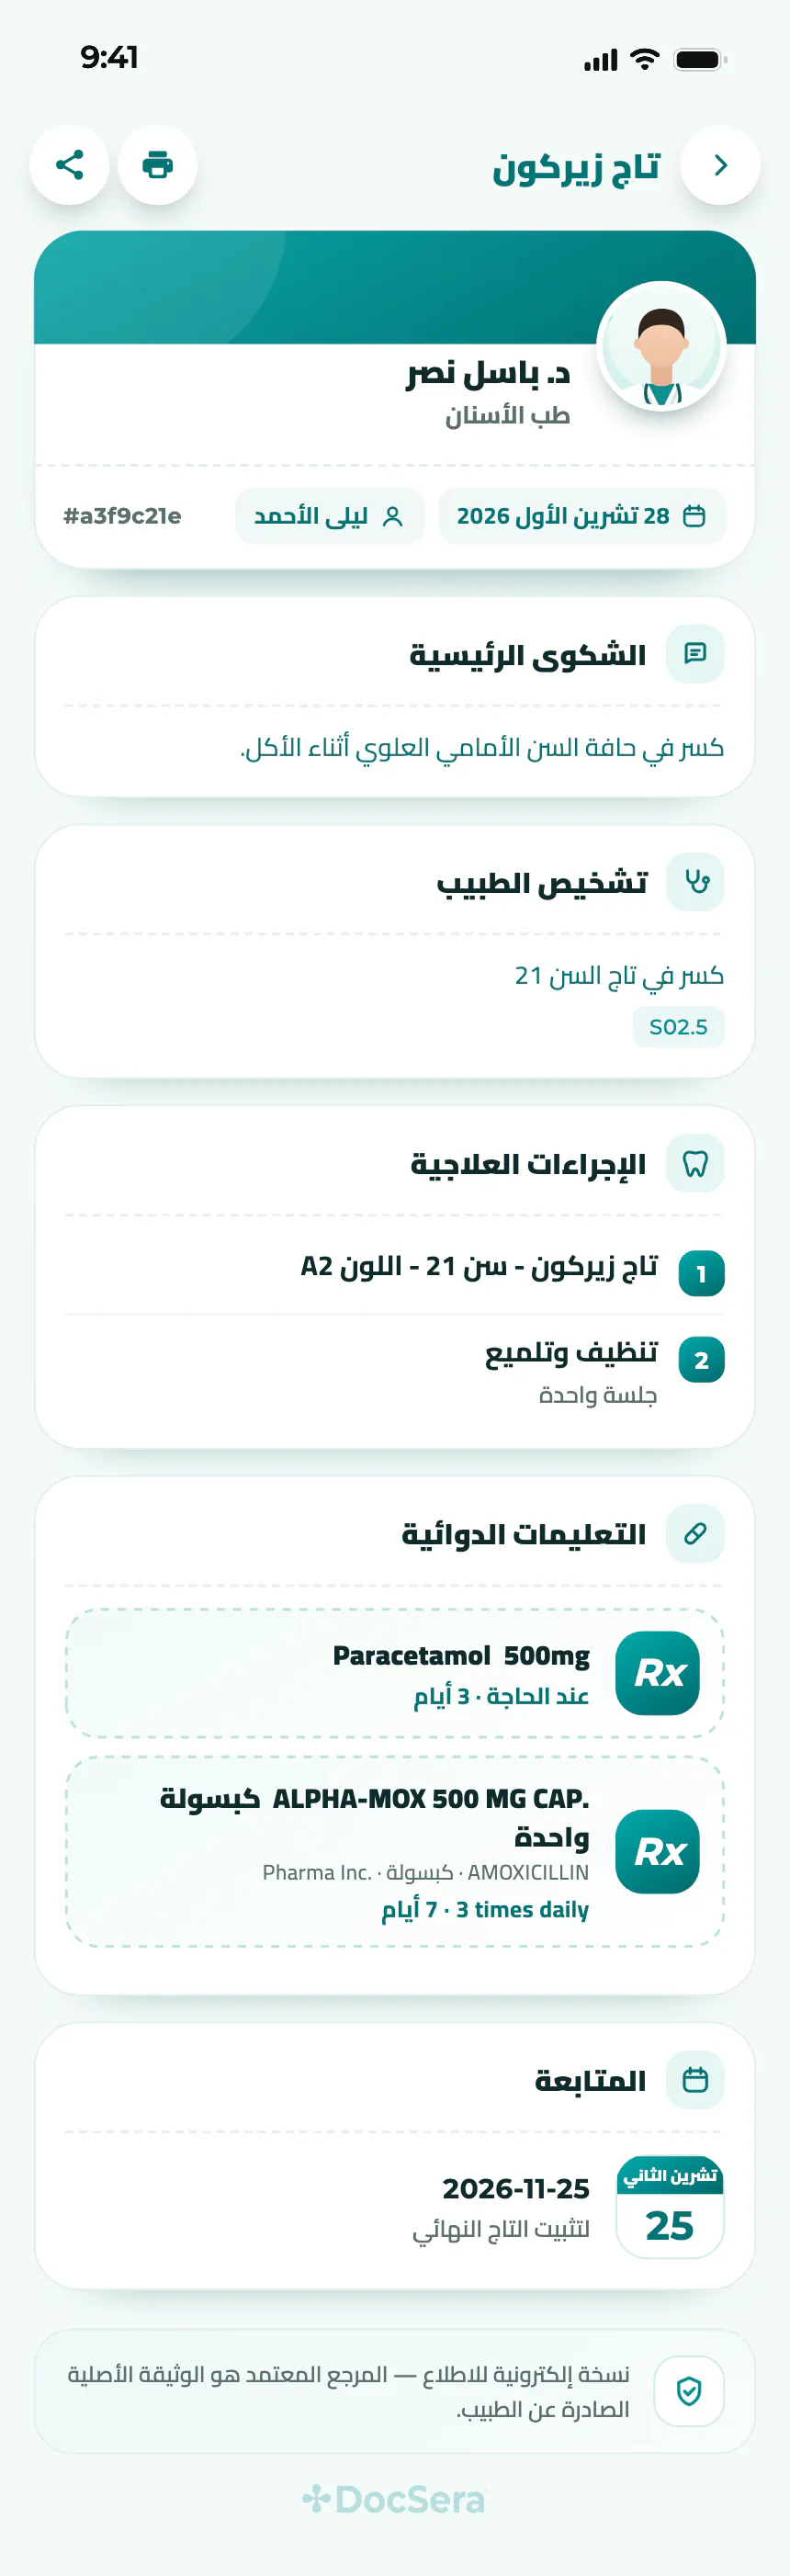 9:41
تاج زيركون
د. باسل نصر
طب الأسنان
28 تشرين الأول 2026
ليلى الأحمد
#a3f9c21e
الشكوى الرئيسية
كسر في حافة السن الأمامي العلوي أثناء الأكل.
تشخيص الطبيب
كسر في تاج السن 21
S02.5
الإجراءات العلاجية
1
تاج زيركون - سن 21 - اللون A2
2
تنظيف وتلميع
جلسة واحدة
التعليمات الدوائية
Rx
Paracetamol 500mg
عند الحاجة · 3 أيام
Rx
ALPHA-MOX 500 MG CAP. كبسولة
واحدة
AMOXICILLIN · كبسولة · Pharma Inc.
3 times daily · 7 أيام
المتابعة
تشرين الثاني
25
2026-11-25
لتثبيت التاج النهائي
نسخة إلكترونية للاطلاع — المرجع المعتمد هو الوثيقة الأصلية
الصادرة عن الطبيب.
DocSera